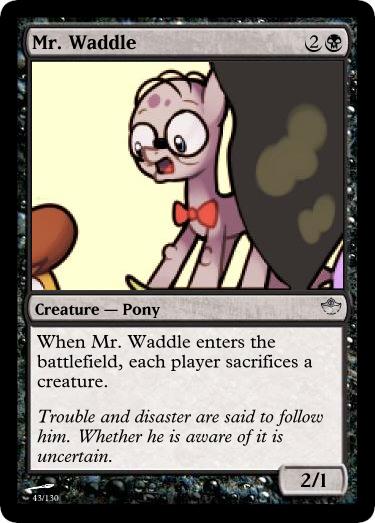 Mr. Waddle 2
Creature — Pony
When Mr. Waddle enters the
battlefield, each player sacrifices a
creature.
Trouble and disaster are said to follow
him. Whether he is aware of it is
uncertain.
2/1
43/130